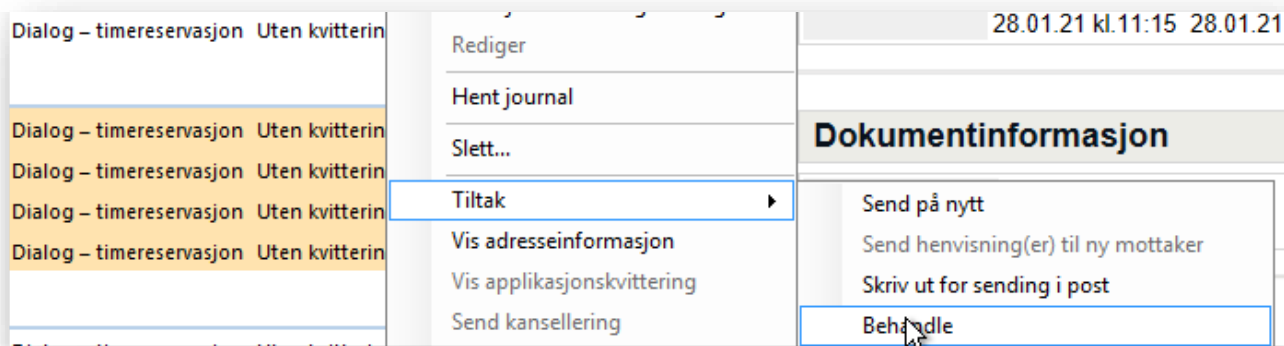 28.01.21 kl.11:15 28.01.21
Dialog – timereservasjon Uten kvitterin
Rediger
Hent journal
Dialog – timereservasjon Uten kvitterin
Dokumentinformasjon
Slett...
Dialog – timereservasjon Uten kvitterin
Dialog – timereservasjon Uten kvitterin
Dialog – timereservasjon Uten kvitterin
Tiltak
Vis adresseinformasjon
Vis applikasjonskvittering
Send kansellering
Send på nytt
Send henvisning(er) til ny mottaker
Skriv ut for sending i post
Behandle